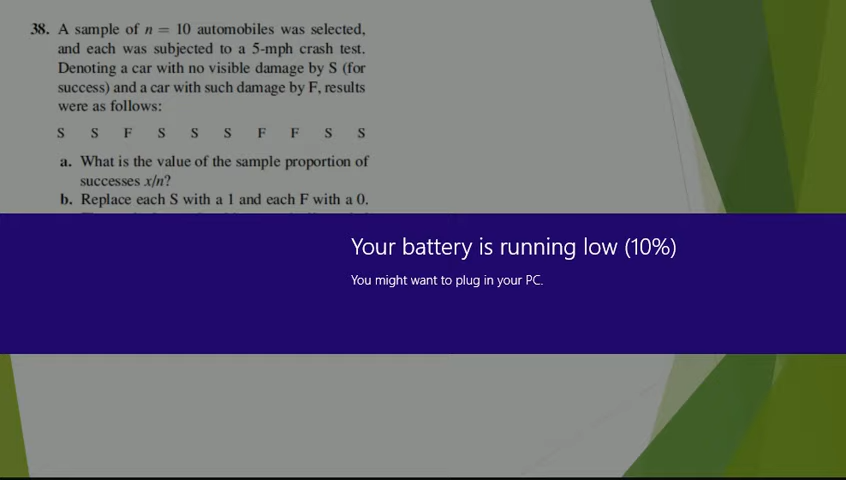 38. A sample of n = 10 automobiles was selected,
and each was subjected to a 5-mph crash test.
Denoting a car with no visible damage by S (for
success) and a car with such damage by F, results
were as follows:
S S F S S S F F S S
a. What is the value of the sample proportion of
successes x/n?
b. Replace each S with a 1 and each F with a 0.
Your battery is running low (10%)
You might want to plug in your PC.